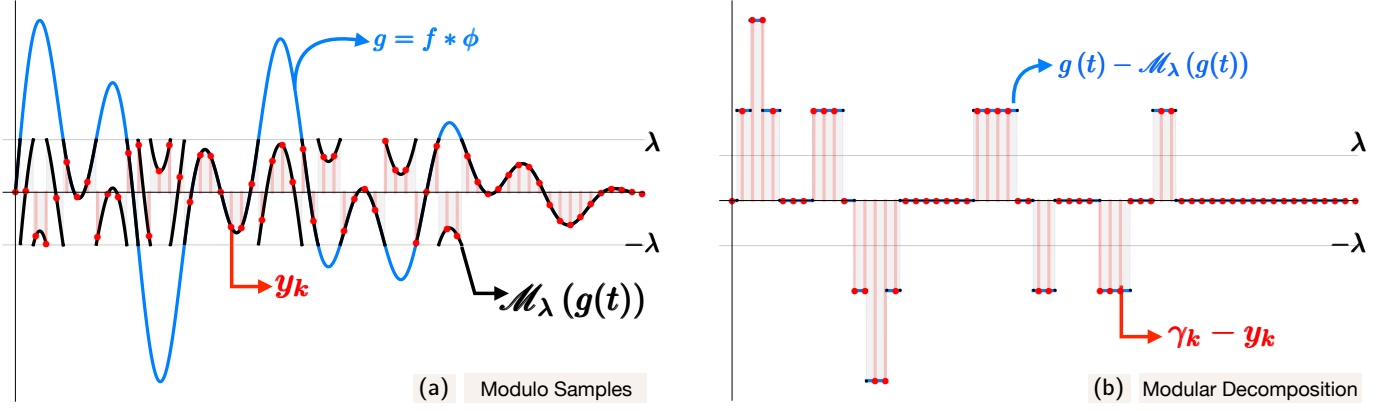 g = f * ϕ
λ
−λ
y_k
ℳ_λ (g(t))
(a) Modulo Samples
g (t) − ℳ_λ (g(t))
λ
−λ
γ_k − y_k
(b) Modular Decomposition